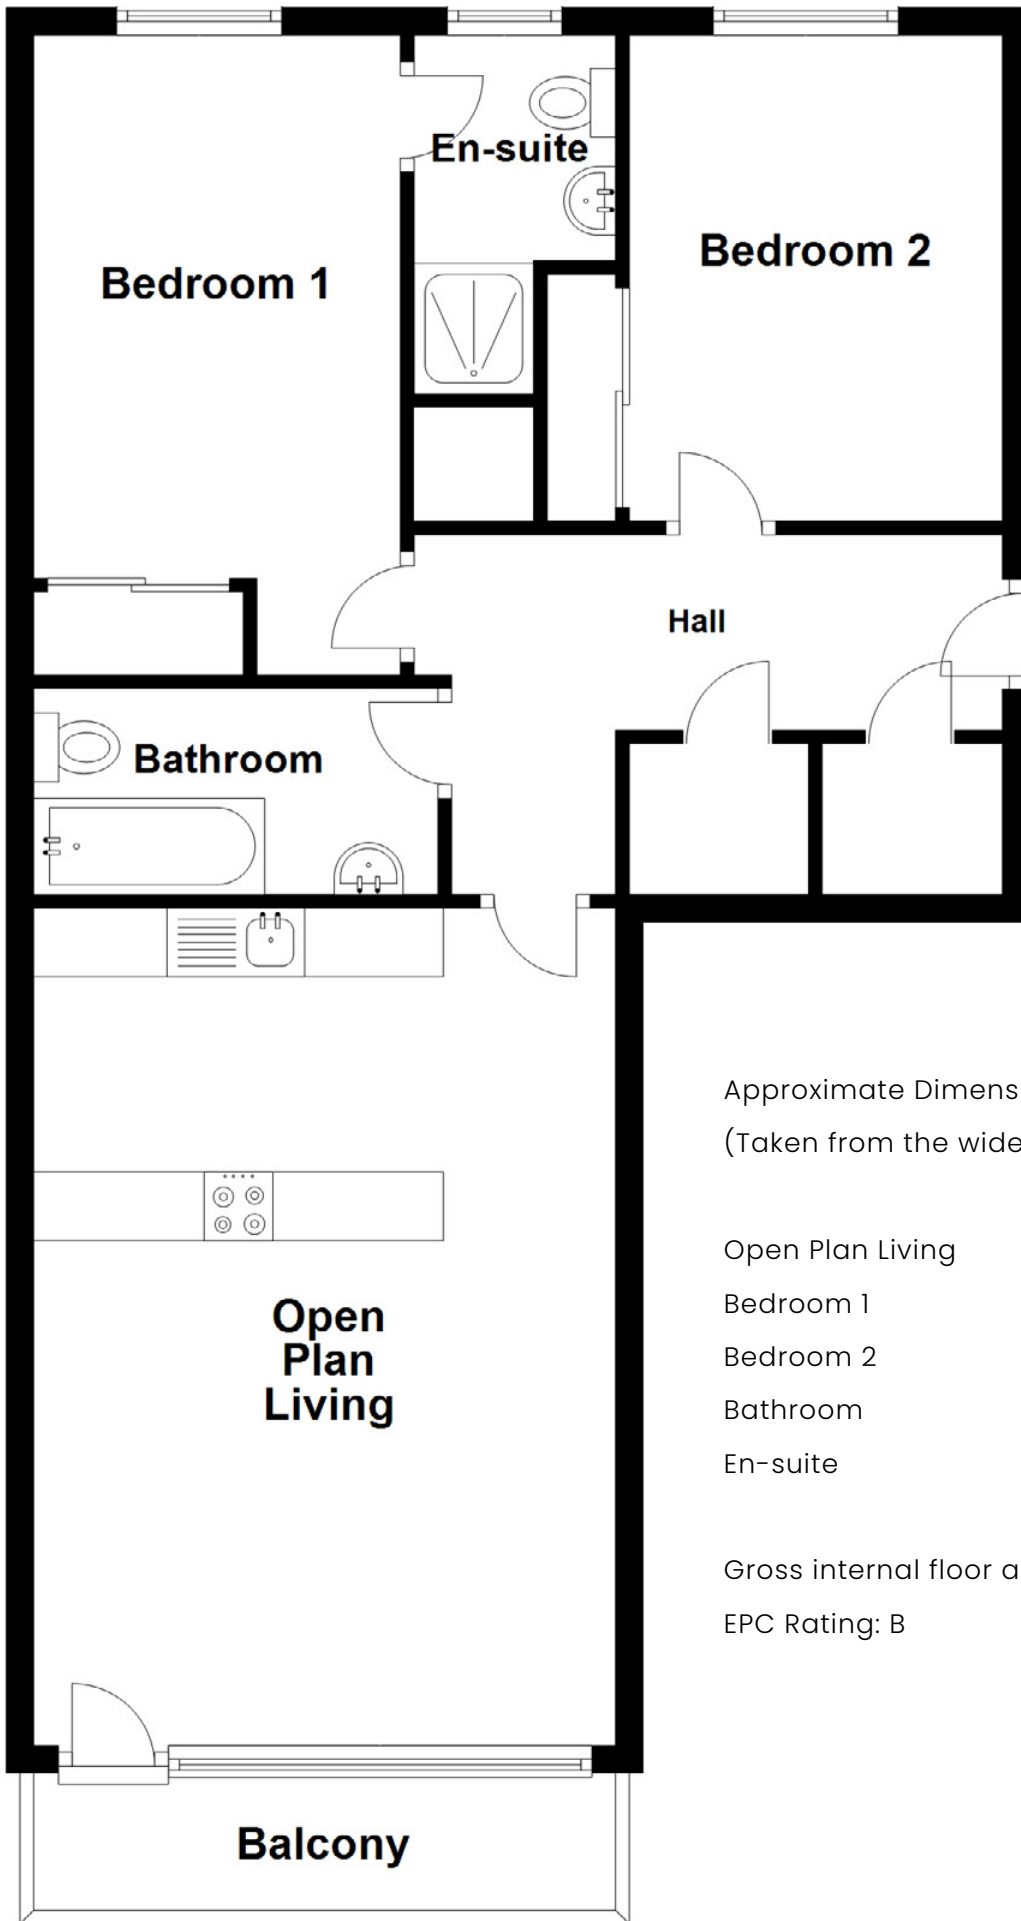 En-suite
Bedroom 1
Bedroom 2
Hall
Bathroom
Open
Plan
Living
Balcony
Approximate Dimens
(Taken from the wide
Open Plan Living
Bedroom 1
Bedroom 2
Bathroom
En-suite
Gross internal floor a
EPC Rating: B